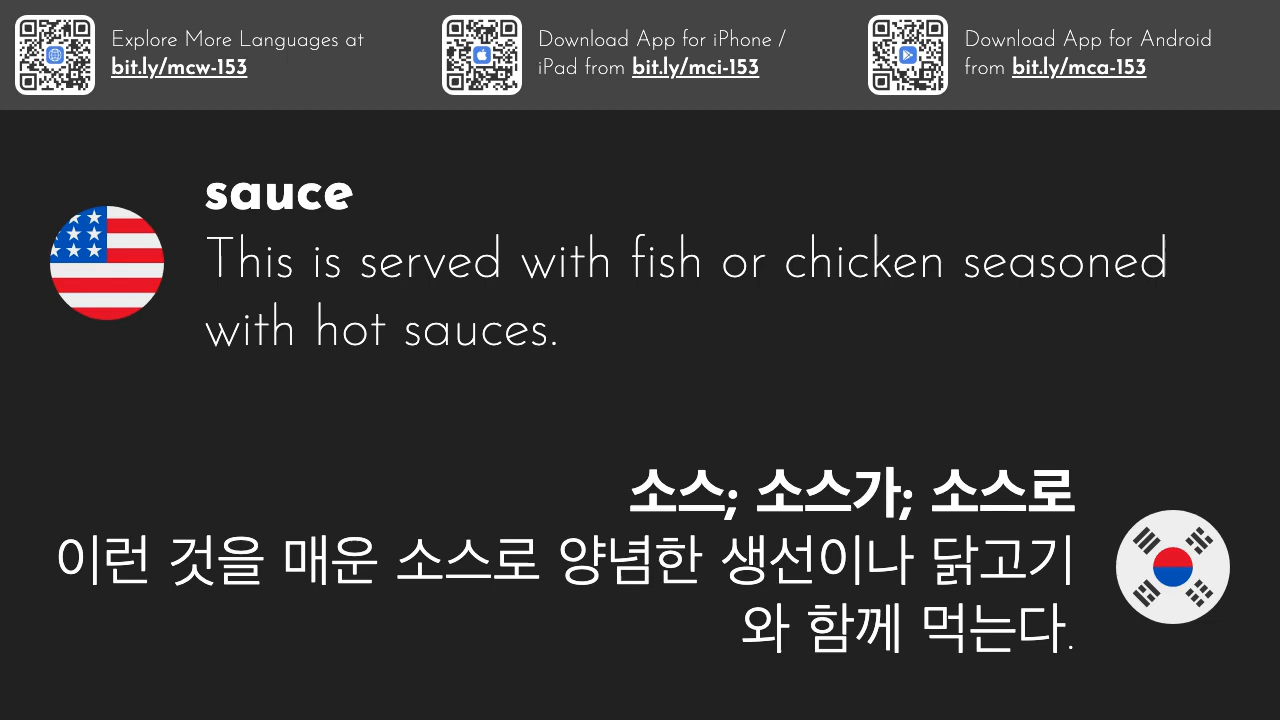 Explore More Languages at
bit.ly/mcw-153
Download App for iPhone /
iPad from bit.ly/mci-153
Download App for Android
from bit.ly/mca-153
sauce
This is served with fish or chicken seasoned
with hot sauces.
소스; 소스가; 소스로
이런 것을 매운 소스로 양념한 생선이나 닭고기
와 함께 먹는다.